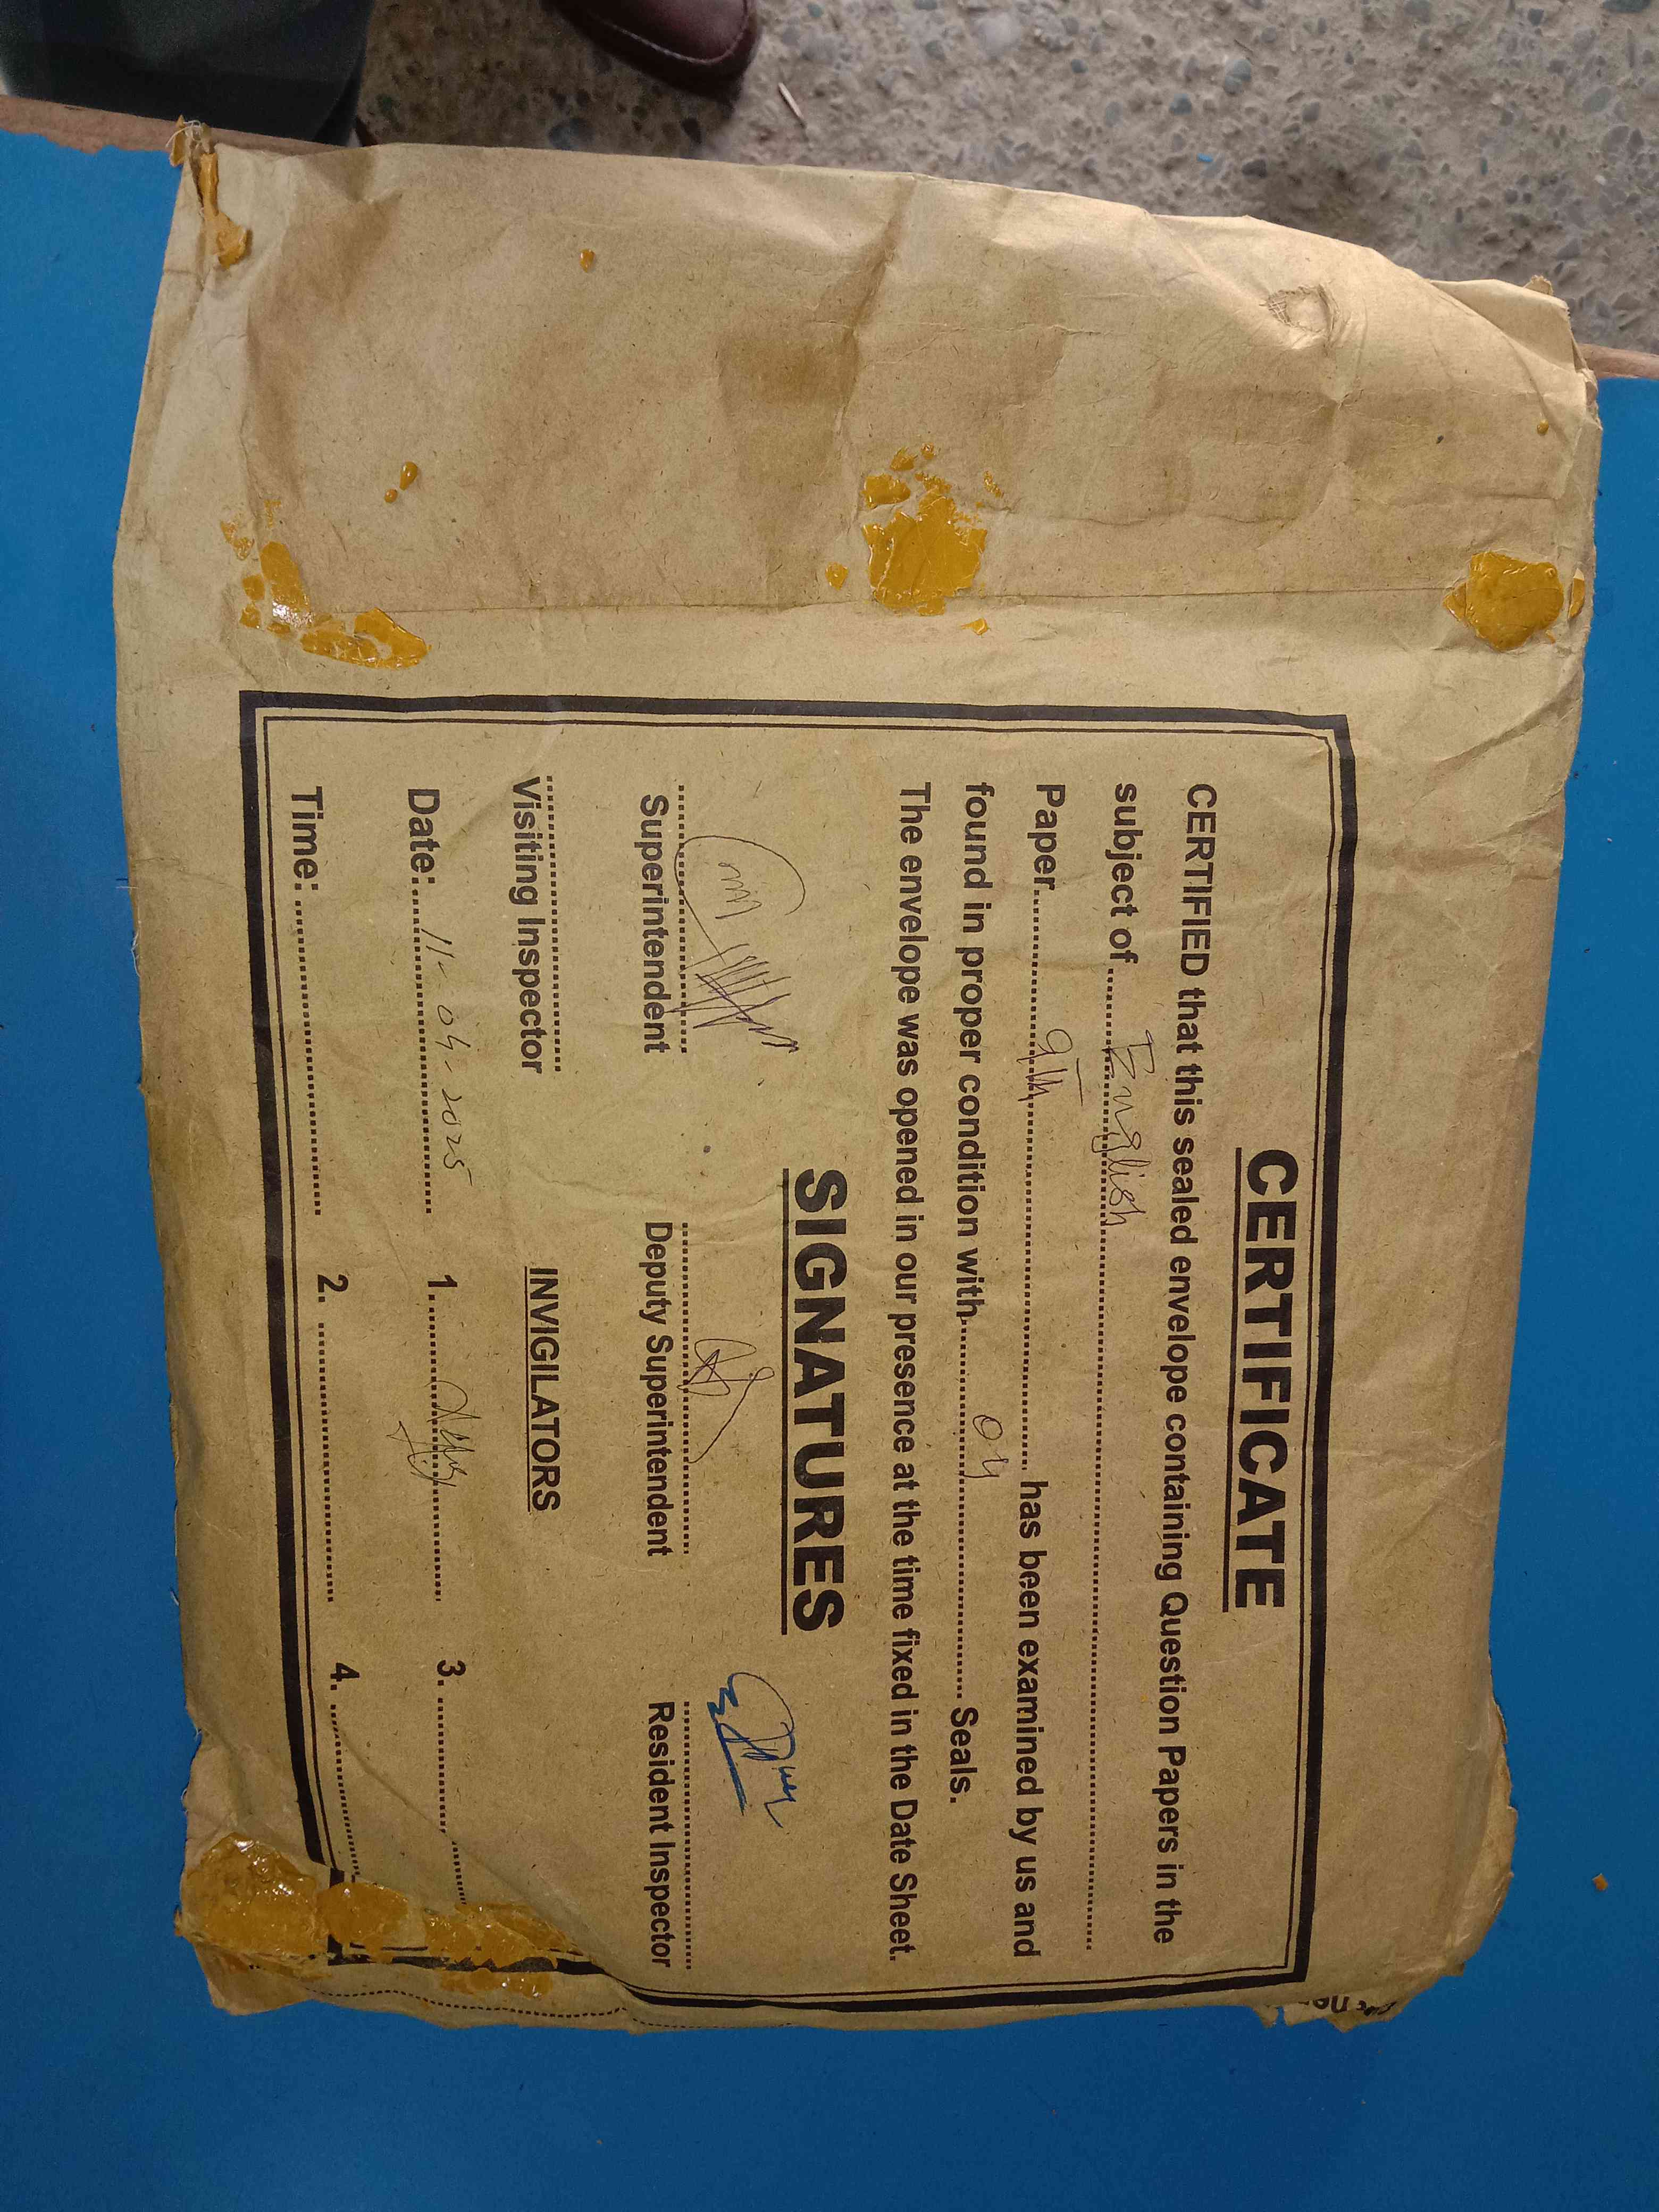 CERTIFICATE
CERTIFIED that this sealed envelope containing Question Papers in the
subject of........English........
Paper........9th........has been examined by us and
found in proper condition with........04........Seals.
The envelope was opened in our presence at the time fixed in the Date Sheet.
SIGNATURES
Superintendent Deputy Superintendent Resident Inspector
Visiting Inspector INVIGILATORS
Date:........11-04-2025........ 1................ 3. ................
Time: ................ 2. ................ 4. ................